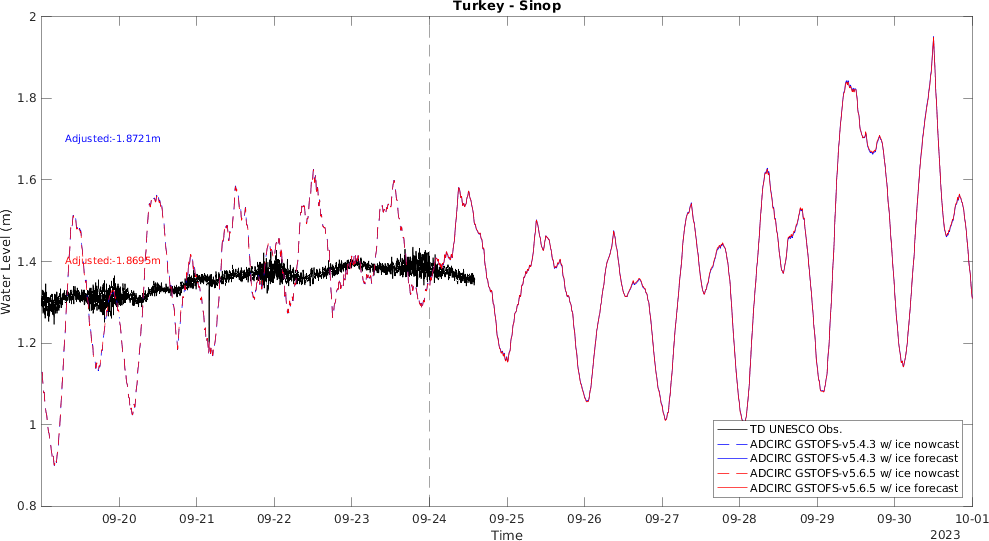 Turkey - Sinop
2
1.8
1.6
1.4
1.2
1
0.8
Water Level (m)
Adjusted:-1.8721m
Adjusted:-1.8695m
TD UNESCO Obs.
ADCIRC GSTOFS-v5.4.3 w/ ice nowcast
ADCIRC GSTOFS-v5.4.3 w/ ice forecast
ADCIRC GSTOFS-v5.6.5 w/ ice nowcast
ADCIRC GSTOFS-v5.6.5 w/ ice forecast
09-20 09-21 09-22 09-23 09-24 09-25 09-26 09-27 09-28 09-29 09-30 10-01
2023
Time